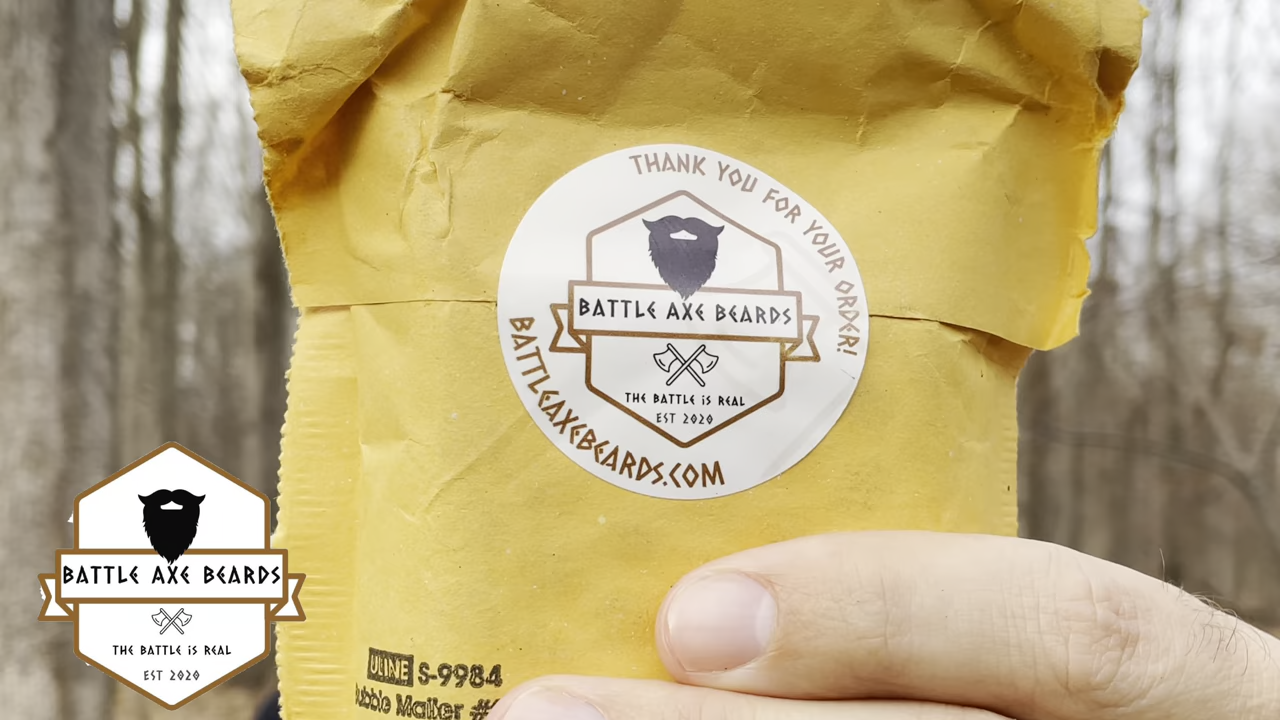 THANK YOU FOR YOUR ORDER!
BATTLE AXE BEARDS
THE BATTLE iS REAL
EST 2020
BATTLEAXEBEARDS.COM
BATTLE AXE BEARDS
THE BATTLE iS REAL
EST 2020
ULINE S-9984
Mailer